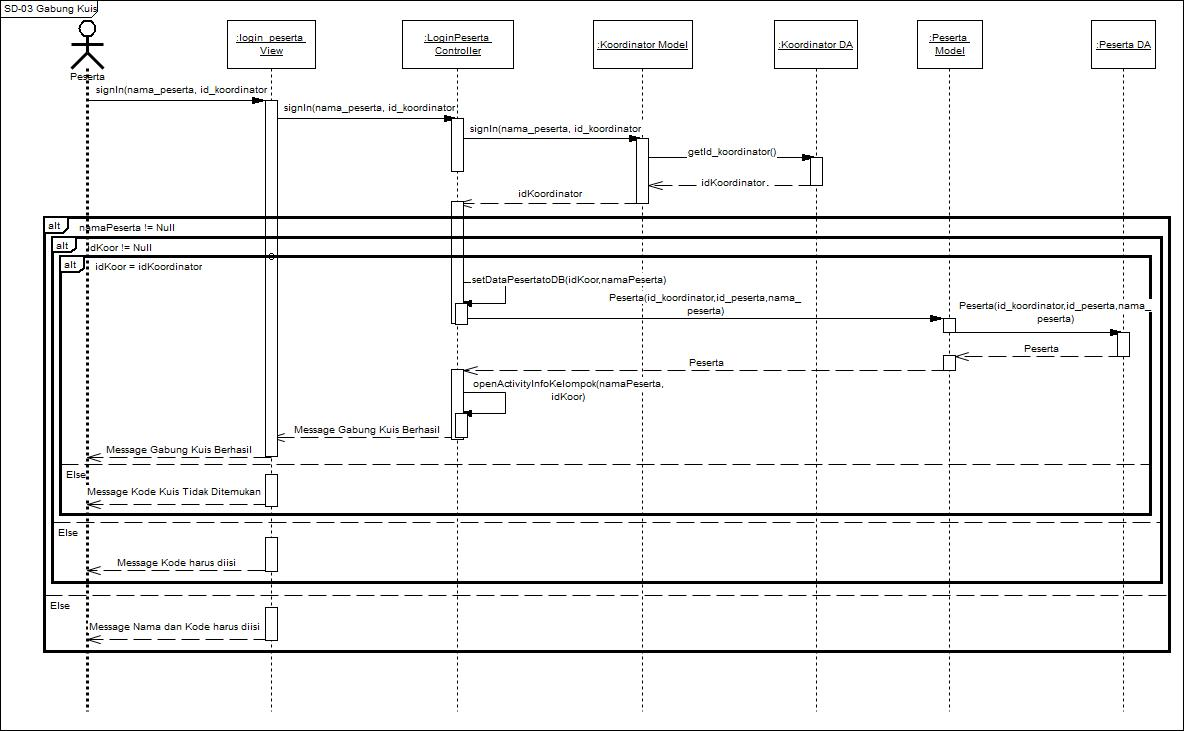 SD-03 Gabung Kuis
:login_peserta
View
:LoginPeserta
Controller
:Koordinator Model
:Koordinator DA
:Peserta
Model
:Peserta DA
Peserta
signIn(nama_peserta, id_koordinator
signIn(nama_peserta, id_koordinator
signIn(nama_peserta, id_koordinator
getId_koordinator()
idKoordinator
idKoordinator
alt
namaPeserta != Null
alt
idKoor != Null
alt
idKoor = idKoordinator
setDataPesertatoDB(idKoor,namaPeserta)
Peserta(id_koordinator,id_peserta,nama_
peserta)
Peserta(id_koordinator,id_peserta,nama_
peserta)
Peserta
Peserta
openActivityInfoKelompok(namaPeserta,
idKoor)
Message Gabung Kuis Berhasil
Message Gabung Kuis Berhasil
Else
Message Kode Kuis Tidak Ditemukan
Else
Message Kode harus diisi
Else
Message Nama dan Kode harus diisi